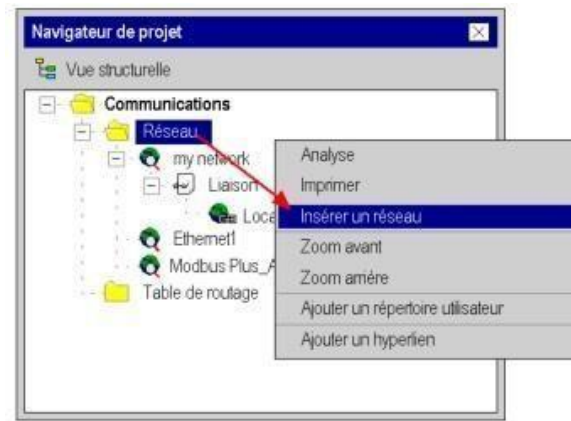 Navigateur de projet
Vue structurelle
Communications
Réseau
my network
Liaison
Loca
Ethernet1
Modbus Plus_A
Table de routage
Analyse
Imprimer
Insérer un réseau
Zoom avant
Zoom arrière
Ajouter un répertoire utilisateur
Ajouter un hyperlien